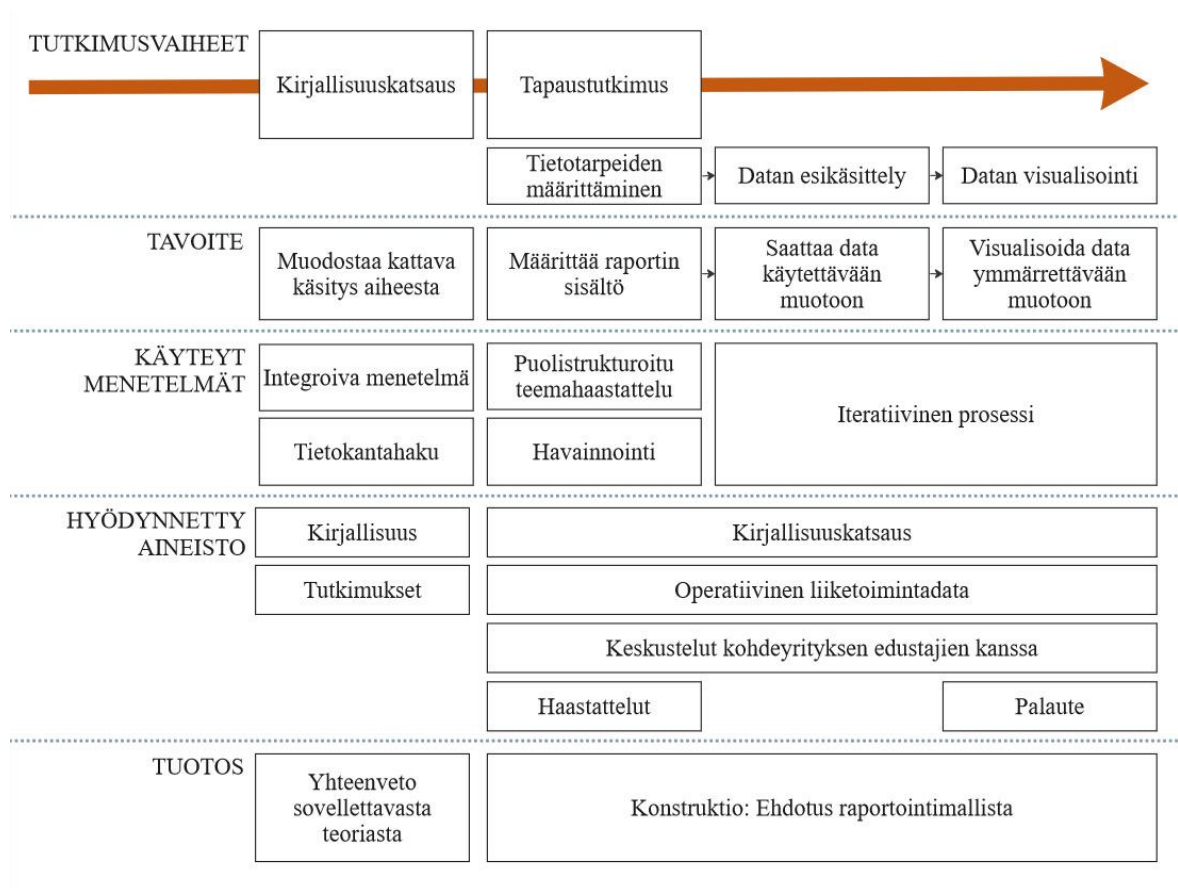 TUTKIMUSVAIHEET
Kirjallisuuskatsaus
Tapaustutkimus
Tietotarpeiden
määrittäminen
Datan esikäsittely
Datan visualisointi
TAVOITE
Muodostaa kattava
käsitys aiheesta
Määrittää raportin
sisältö
Saattaa data
käytettävään
muotoon
Visualisoida data
ymmärrettävään
muotoon
KÄYTEYT
MENETELMÄT
Integroiva menetelmä
Puolistrukturoitu
teemahaastattelu
Iteratiivinen prosessi
Tietokantahaku
Havainnointi
HYÖDYNNETTY
AINEISTO
Kirjallisuus
Kirjallisuuskatsaus
Tutkimukset
Operatiivinen liiketoimintadata
Keskustelut kohdeyrityksen edustajien kanssa
Haastattelut
Palaute
TUOTOS
Yhteenveto
sovellettavasta
teoriasta
Konstruktio: Ehdotus raportointimallista